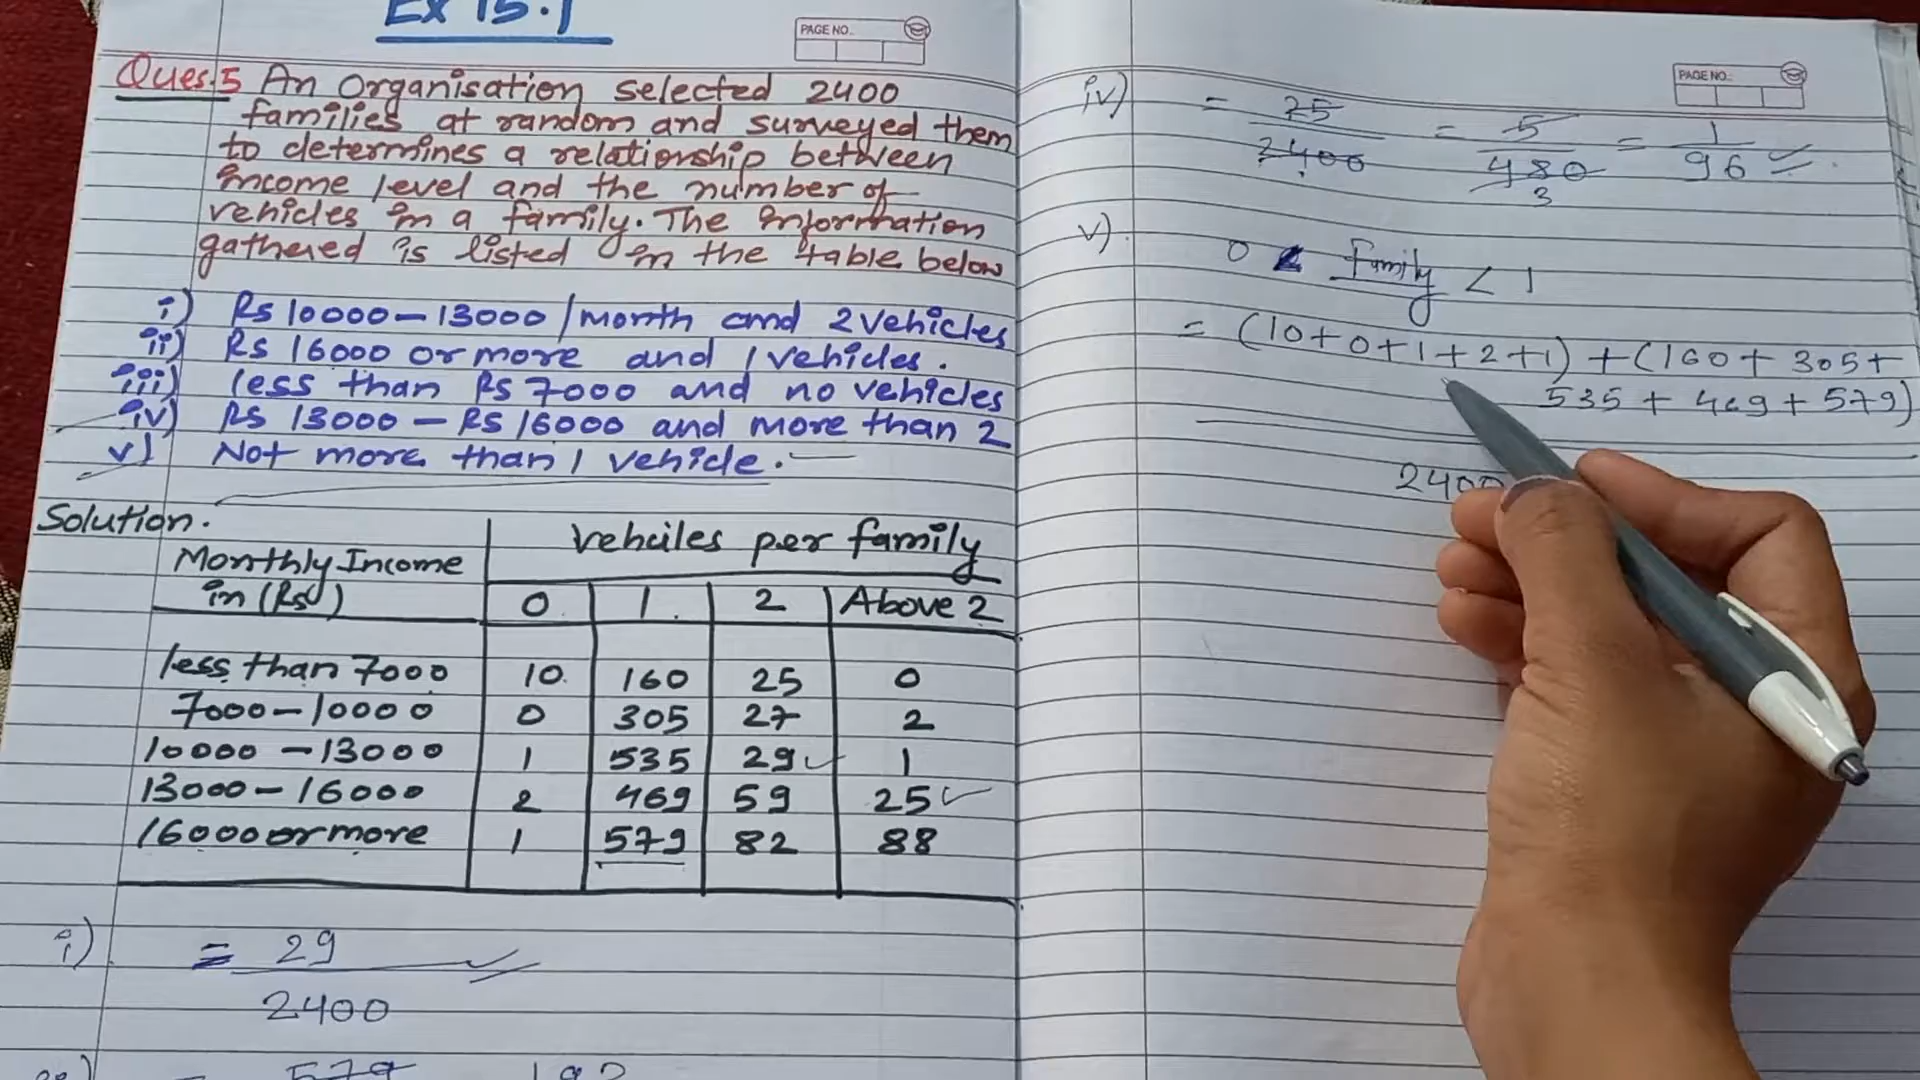 Ex 15.1
PAGE NO.:
Ques.5 An Organisation selected 2400
families at random and surveyed them
to determines a relationship between
income level and the number of
vehicles in a family. The information
gathered is listed in the table below
i) Rs 10000-13000/month and 2 vehicles
ii) Rs 16000 or more and 1 vehicles.
iii) less than Rs 7000 and no vehicles
iv) Rs 13000 - Rs 16000 and more than 2
v) Not more than 1 vehicle.
Solution.
Monthly Income
in (Rs)
vehciles per family
0 1 2 Above 2
less than 7000 10 160 25 0
7000-10000 0 305 27 2
10000-13000 1 535 29 1
13000-16000 2 469 59 25
16000 or more 1 579 82 88
i) = 29
2400
= 579
PAGE NO.:
iv) = 25 = 5 = 1
2400 480 96
3
v)
0 Family < 1
= (10+0+1+2+1) + (160+ 305+
535 + 469 + 579)
2400